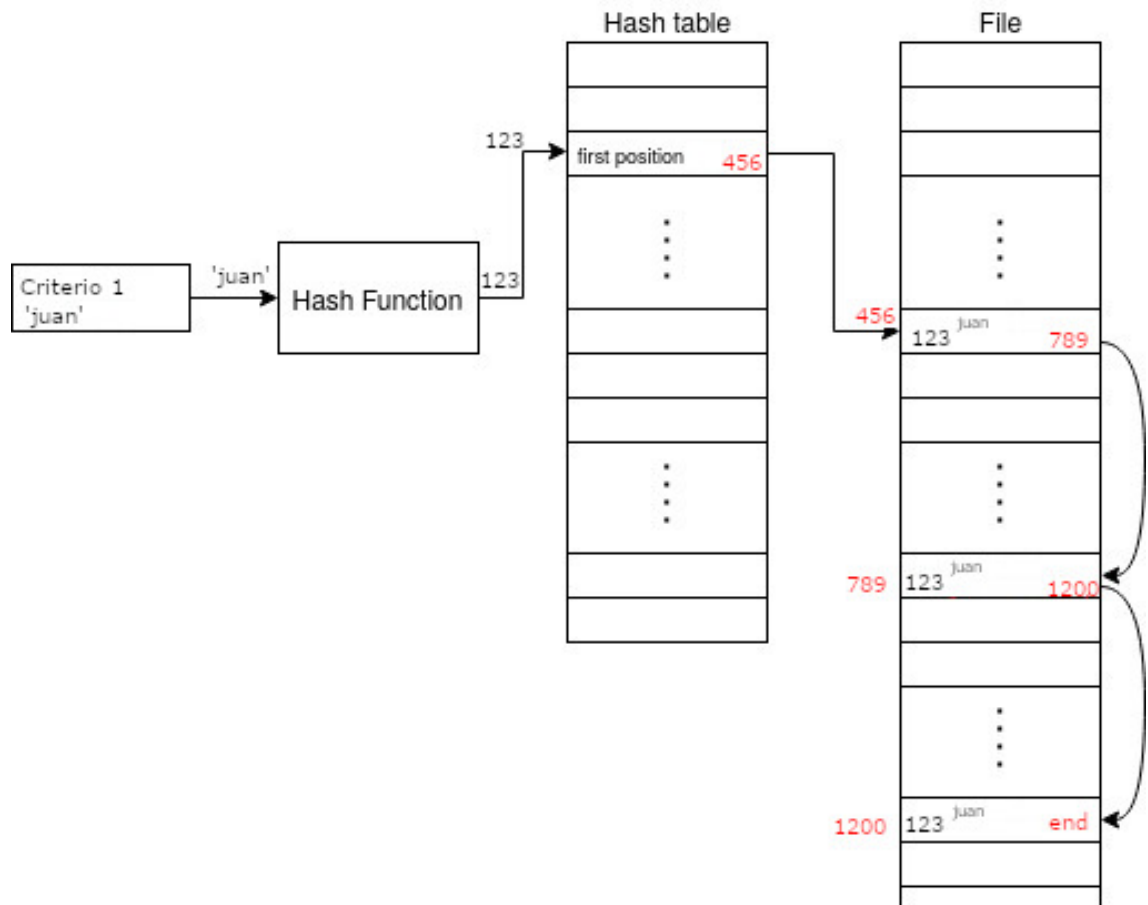 Hash table
File
123
first position 456
Criterio 1
'juan'
'juan'
Hash Function
123
456
123 juan 789
789
123 juan 1200
1200
123 juan end